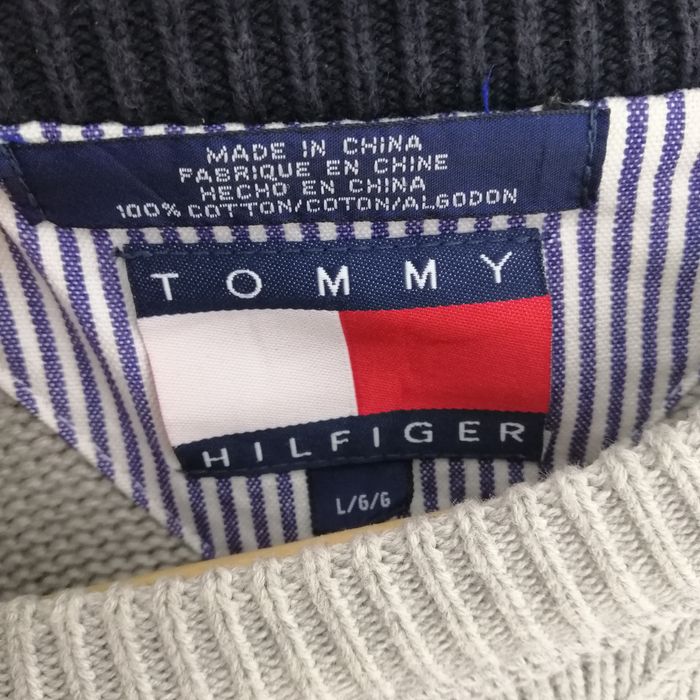 MADE IN CHINA
FABRIQUE EN CHINE
HECHO EN CHINA
100% COTTON/COTON/ALGODON
TOMMY
HILFIGER
L/G/G